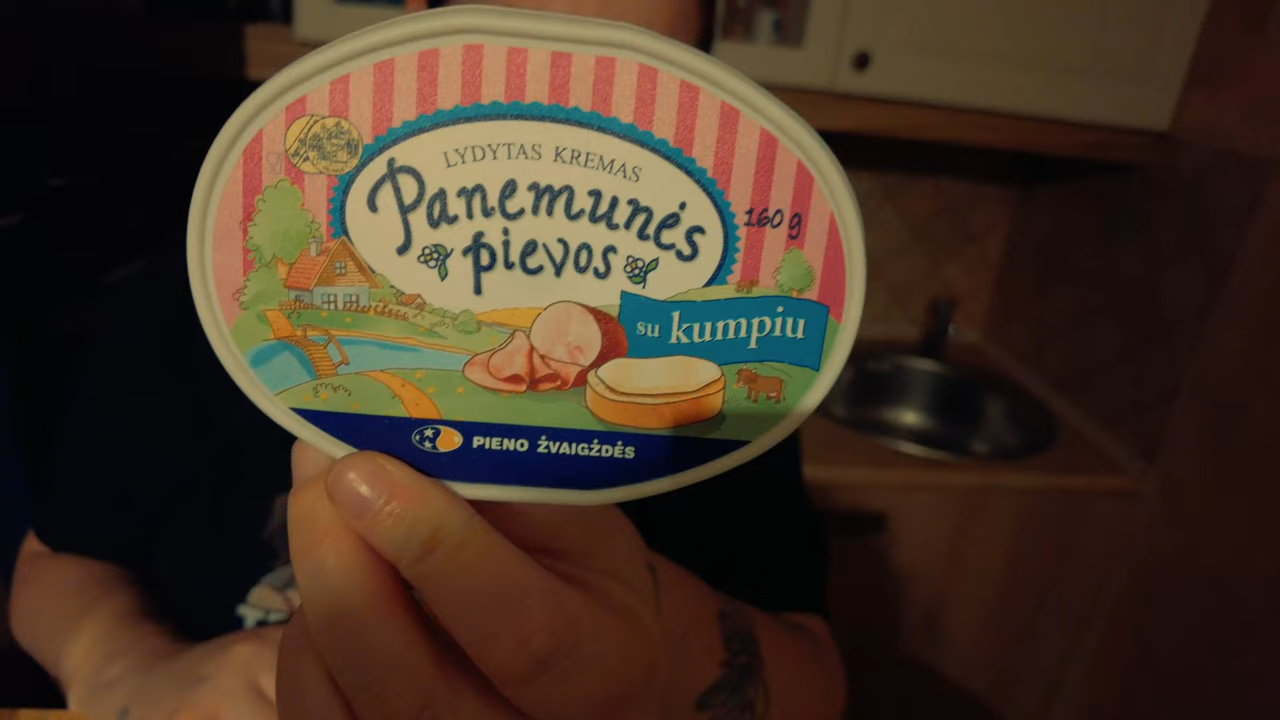 LYDYTAS KREMAS
Panemunės
pievos
160 g
su kumpiu
PIENO ŽVAIGŽDĖS